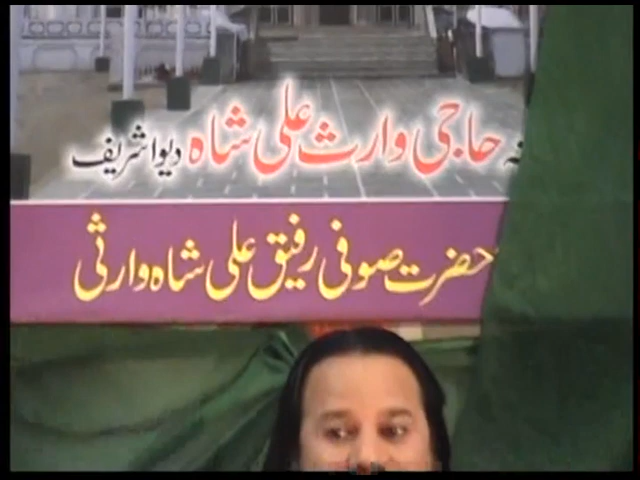 حاجی وارث علی شاہ دیوا شریف
حضرت صوفی رفیق علی شاہ وارثی